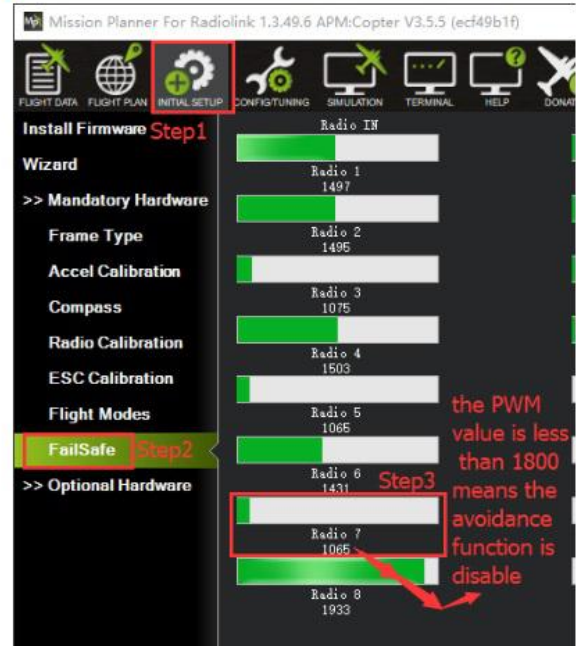 Mission Planner For Radiolink 1.3.49.6 APM:Copter V3.5.5 (ecf49b1f)
FLIGHT DATA FLIGHT PLAN INITIAL SETUP CONFIG/TUNING SIMULATION TERMINAL HELP DONAT
Install Firmware Step1
Wizard
>> Mandatory Hardware
Frame Type
Accel Calibration
Compass
Radio Calibration
ESC Calibration
Flight Modes
FailSafe Step2
>> Optional Hardware
Radio IN
Radio 1
1497
Radio 2
1495
Radio 3
1075
Radio 4
1503
Radio 5
1065
Radio 6
1431
Step3
Radio 7
1065
Radio 8
1933
the PWM
value is less
than 1800
means the
avoidance
function is
disable